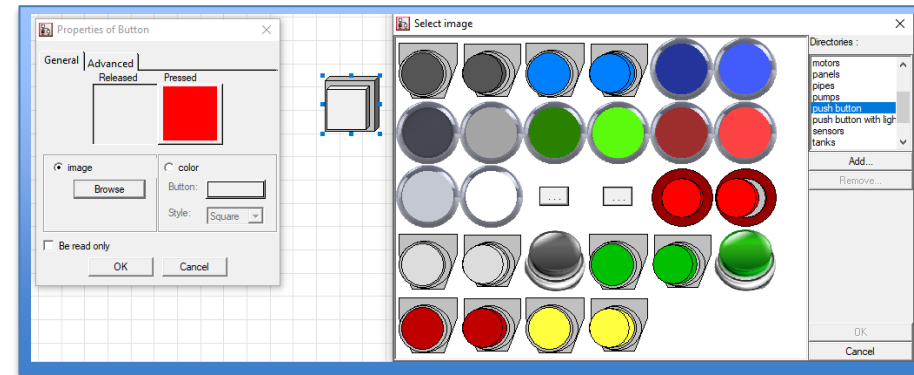 Properties of Button
General
Advanced
Released
Pressed
image
color
Browse
Button:
Style:
Square
Be read only
OK
Cancel
Select image
...
...
Directories :
motors
panels
pipes
pumps
push button
push button with ligh
sensors
tanks
Add...
Remove...
OK
Cancel